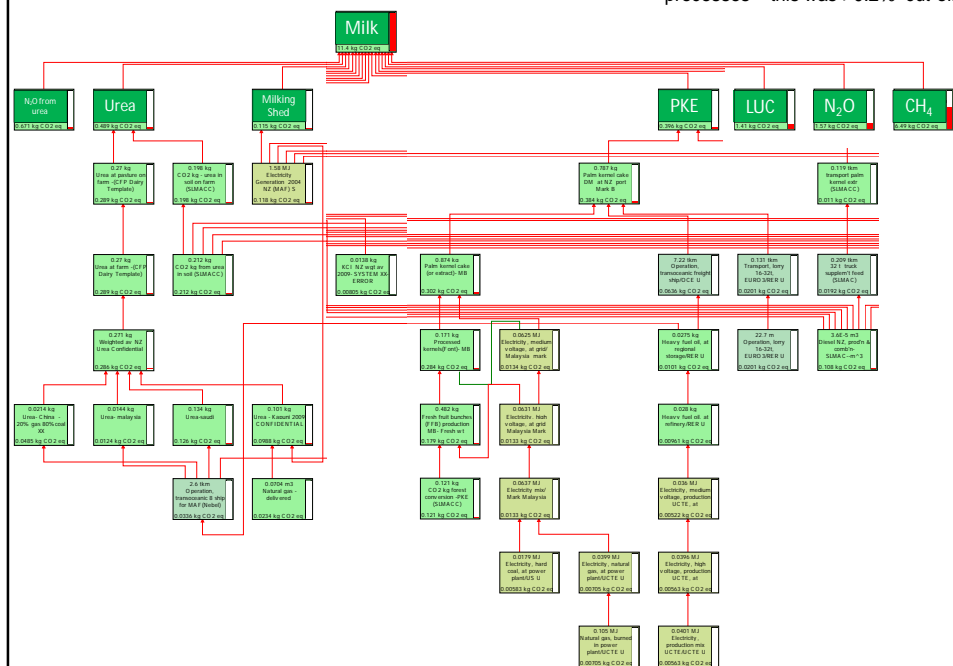 Milk
11.4 kg CO2 eq
N2O from
urea
0.671 kg CO2 eq
Urea
0.489 kg CO2 eq
Milking
Shed
0.115 kg CO2 eq
PKE
0.396 kg CO2 eq
LUC
1.41 kg CO2 eq
N2O
1.57 kg CO2 eq
CH4
6.49 kg CO2 eq
0.27 kg
Urea at pasture on
farm -(CFP Dairy
Template)
0.289 kg CO2 eq
0.198 kg
CO2 kg - urea in
soil on farm
(SLMACC)
0.198 kg CO2 eq
1.58 MJ
Electricity
Generation 2004
NZ (MAF) S
0.118 kg CO2 eq
0.787 kg
Palm kernel cake
DM at NZ port
Mark B
0.384 kg CO2 eq
0.119 tkm
transport palm
kernel extr
(SLMACC)
0.011 kg CO2 eq
0.27 kg
Urea at farm -(CFP
Dairy Template)
0.289 kg CO2 eq
0.212 kg
CO2 kg from urea
in soil (SLMACC)
0.212 kg CO2 eq
0.0138 kg
KCl NZ wgt av
2009- SYSTEM XX-
ERROR
0.00805 kg CO2 eq
0.874 kg
Palm kernel cake
(or extract)- MB
0.302 kg CO2 eq
7.22 tkm
Operation,
transoceanic freight
ship/OCE U
0.0636 kg CO2 eq
0.131 tkm
Transport, lorry
16-32t,
EURO3/RER U
0.0201 kg CO2 eq
0.209 tkm
32 t truck
supplem't feed
(SLMAC)
0.0192 kg CO2 eq
0.271 kg
Weighted av NZ
Urea Confidential
0.286 kg CO2 eq
0.171 kg
Processed
kernels(Font)- MB
0.284 kg CO2 eq
0.0625 MJ
Electricity, medium
voltage, at grid/
Malaysia mark
0.0134 kg CO2 eq
0.0275 kg
Heavy fuel oil, at
regional
storage/RER U
0.0101 kg CO2 eq
22.7 m
Operation, lorry
16-32t,
EURO3/RER U
0.0201 kg CO2 eq
3.6E-5 m3
Diesel NZ, prod'n &
comb'n-
SLMAC--m^3
0.108 kg CO2 eq
0.0214 kg
Urea- China -
20% gas 80%coal
XX
0.0485 kg CO2 eq
0.0144 kg
Urea- malaysia
0.0124 kg CO2 eq
0.134 kg
Urea-saudi
0.126 kg CO2 eq
0.101 kg
Urea - Kapuni 2009
CONFIDENTIAL
0.0988 kg CO2 eq
0.482 kg
Fresh fruit bunches
(FFB) production
MB- Fresh wt
0.179 kg CO2 eq
0.0631 MJ
Electricity, high
voltage, at grid
Malaysia Mark
0.0133 kg CO2 eq
0.028 kg
Heavy fuel oil, at
refinery/RER U
0.00961 kg CO2 eq
2.6 tkm
Operation,
transoceanic B ship
for MAF(Nebel)
0.0336 kg CO2 eq
0.0704 m3
Natural gas -
delivered
0.0234 kg CO2 eq
0.121 kg
CO2 kg forest
conversion -PKE
(SLMACC)
0.121 kg CO2 eq
0.0637 MJ
Electricity mix/
Mark Malaysia
0.0133 kg CO2 eq
0.036 MJ
Electricity, medium
voltage, production
UCTE, at
0.00522 kg CO2 eq
0.0179 MJ
Electricity, hard
coal, at power
plant/US U
0.00583 kg CO2 eq
0.0399 MJ
Electricity, natural
gas, at power
plant/UCTE U
0.00705 kg CO2 eq
0.0396 MJ
Electricity, high
voltage, production
UCTE, at
0.00563 kg CO2 eq
0.105 MJ
Natural gas, burned
in power
plant/UCTE U
0.00705 kg CO2 eq
0.0401 MJ
Electricity,
production mix
UCTE/UCTE U
0.00563 kg CO2 eq